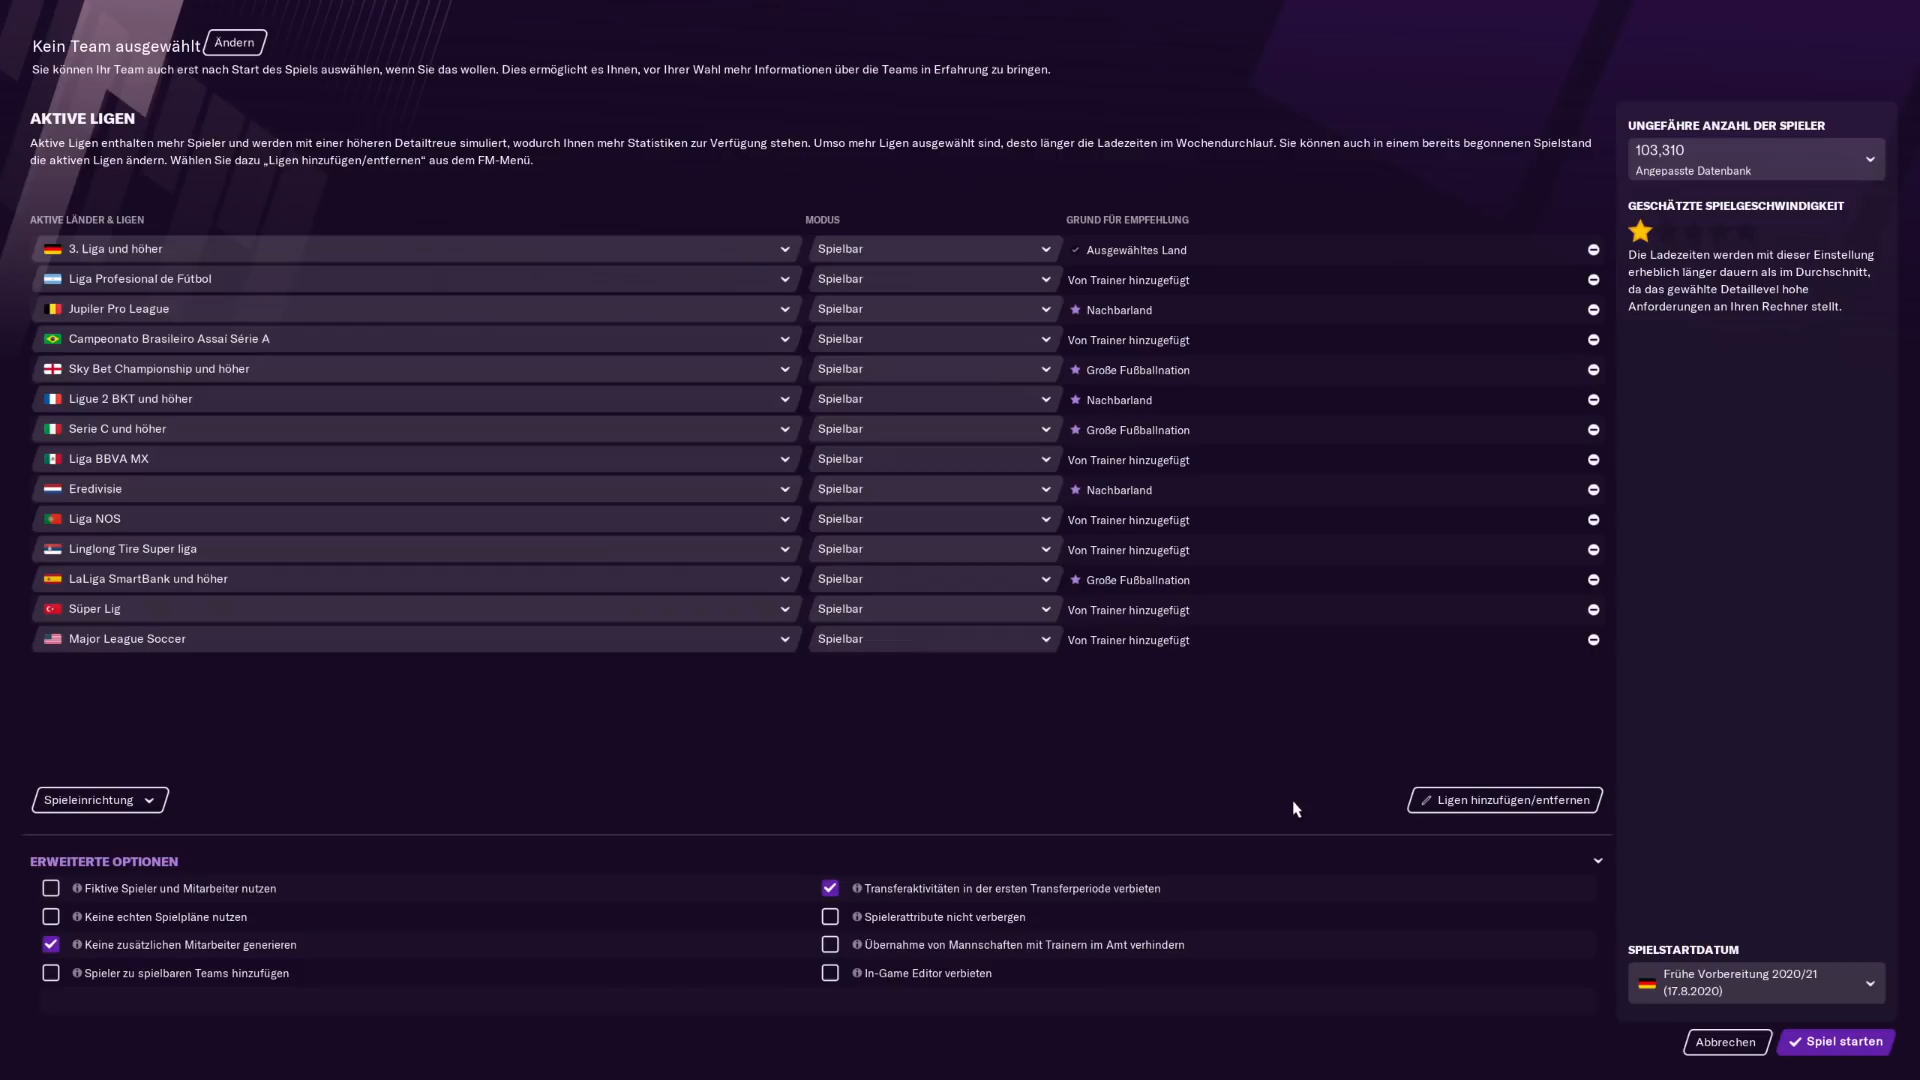 Kein Team ausgewählt Ändern
Sie können Ihr Team auch erst nach Start des Spiels auswählen, wenn Sie das wollen. Dies ermöglicht es Ihnen, vor Ihrer Wahl mehr Informationen über die Teams in Erfahrung zu bringen.
AKTIVE LIGEN
Aktive Ligen enthalten mehr Spieler und werden mit einer höheren Detailtreue simuliert, wodurch Ihnen mehr Statistiken zur Verfügung stehen. Umso mehr Ligen ausgewählt sind, desto länger die Ladezeiten im Wochendurchlauf. Sie können auch in einem bereits begonnenen Spielstand
die aktiven Ligen ändern. Wählen Sie dazu „Ligen hinzufügen/entfernen“ aus dem FM-Menü.
AKTIVE LÄNDER & LIGEN MODUS GRUND FÜR EMPFEHLUNG
3. Liga und höher Spielbar Ausgewähltes Land
Liga Profesional de Fútbol Spielbar Von Trainer hinzugefügt
Jupiler Pro League Spielbar Nachbarland
Campeonato Brasileiro Assaí Série A Spielbar Von Trainer hinzugefügt
Sky Bet Championship und höher Spielbar Große Fußballnation
Ligue 2 BKT und höher Spielbar Nachbarland
Serie C und höher Spielbar Große Fußballnation
Liga BBVA MX Spielbar Von Trainer hinzugefügt
Eredivisie Spielbar Nachbarland
Liga NOS Spielbar Von Trainer hinzugefügt
Linglong Tire Super liga Spielbar Von Trainer hinzugefügt
LaLiga SmartBank und höher Spielbar Große Fußballnation
Süper Lig Spielbar Von Trainer hinzugefügt
Major League Soccer Spielbar Von Trainer hinzugefügt
Spieleinrichtung Ligen hinzufügen/entfernen
ERWEITERTE OPTIONEN
Fiktive Spieler und Mitarbeiter nutzen Transferaktivitäten in der ersten Transferperiode verbieten
Keine echten Spielpläne nutzen Spielerattribute nicht verbergen
Keine zusätzlichen Mitarbeiter generieren Übernahme von Mannschaften mit Trainern im Amt verhindern
Spieler zu spielbaren Teams hinzufügen In-Game Editor verbieten
UNGEFÄHRE ANZAHL DER SPIELER
103,310
Angepasste Datenbank
GESCHÄTZTE SPIELGESCHWINDIGKEIT
Die Ladezeiten werden mit dieser Einstellung
erheblich länger dauern als im Durchschnitt,
da das gewählte Detaillevel hohe
Anforderungen an Ihren Rechner stellt.
SPIELSTARTDATUM
Frühe Vorbereitung 2020/21
(17.8.2020)
Abbrechen Spiel starten